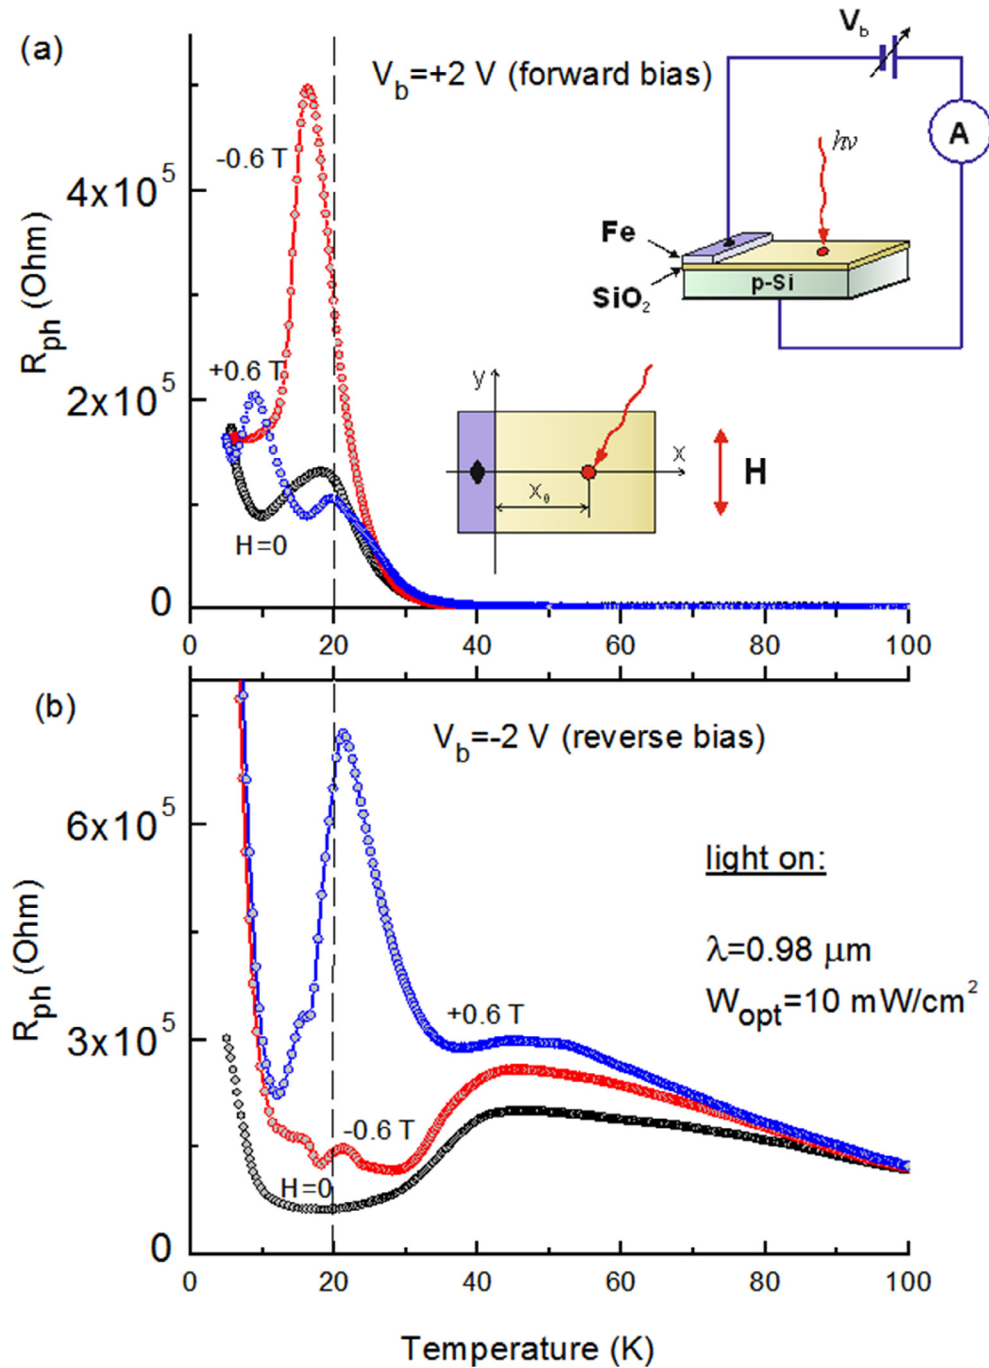 (a)
V_b=+2 V (forward bias)
V_b
A
hν
-0.6 T
4x10^5
Fe
SiO_2
p-Si
R_ph (Ohm)
+0.6 T
2x10^5
y
x
x_0
H
H=0
0
0 20 40 60 80 100
(b)
V_b=-2 V (reverse bias)
6x10^5
light on:
R_ph (Ohm)
λ=0.98 μm
W_opt=10 mW/cm^2
+0.6 T
3x10^5
-0.6 T
H=0
0
0 20 40 60 80 100
Temperature (K)